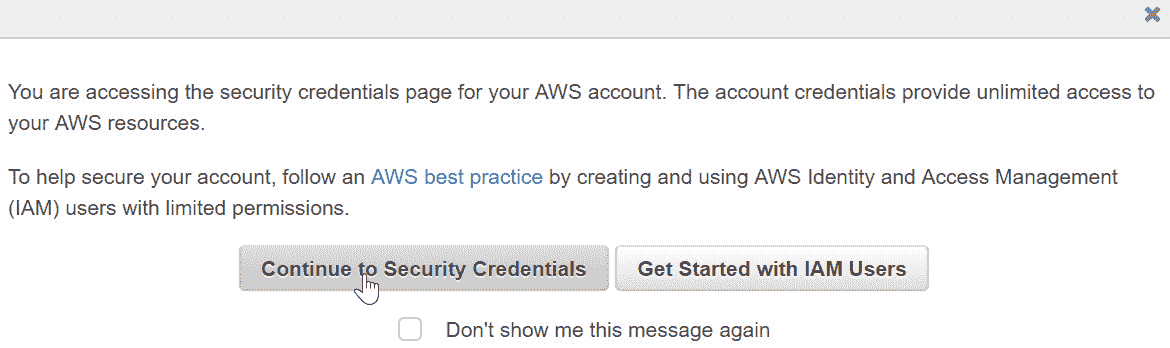 You are accessing the security credentials page for your AWS account. The account credentials provide unlimited access to
your AWS resources.
To help secure your account, follow an AWS best practice by creating and using AWS Identity and Access Management
(IAM) users with limited permissions.
Continue to Security Credentials Get Started with IAM Users
Don't show me this message again